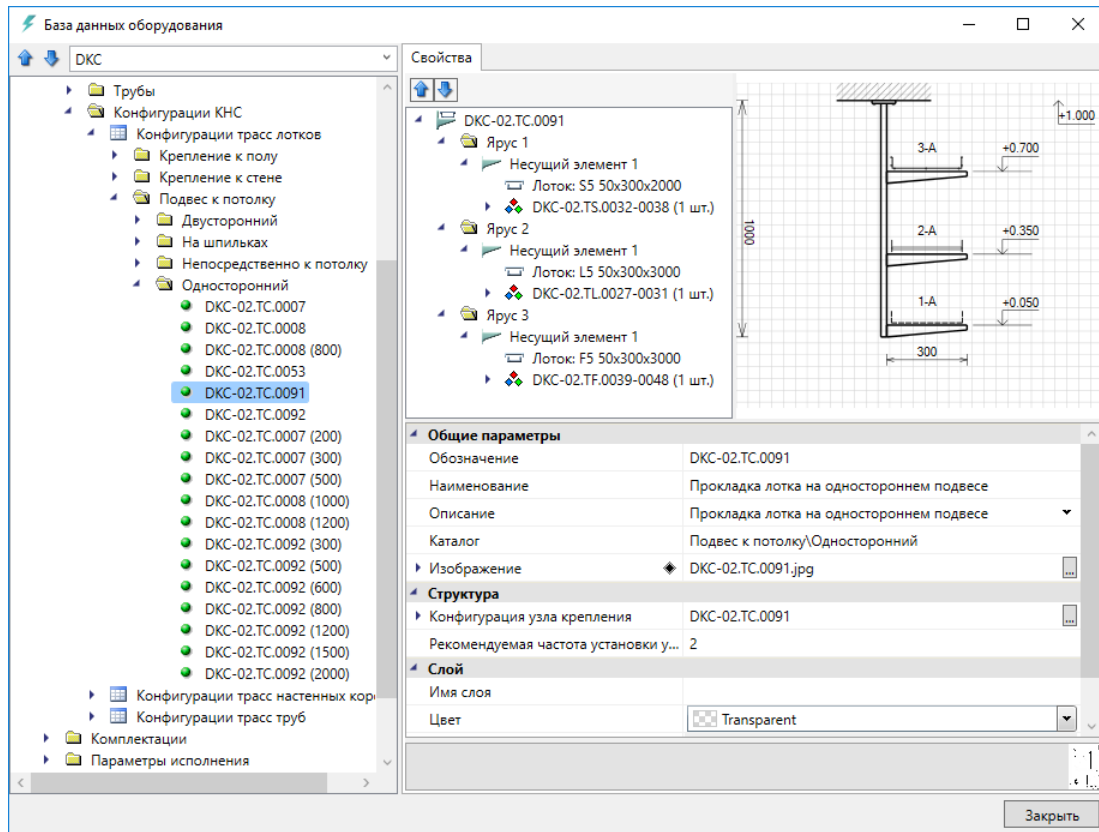 База данных оборудования
DKC
Трубы
Конфигурации КНС
Конфигурации трасс лотков
Крепление к полу
Крепление к стене
Подвес к потолку
Двусторонний
На шпильках
Непосредственно к потолку
Односторонний
DKC-02.TC.0007
DKC-02.TC.0008
DKC-02.TC.0008 (800)
DKC-02.TC.0053
DKC-02.TC.0091
DKC-02.TC.0092
DKC-02.TC.0007 (200)
DKC-02.TC.0007 (300)
DKC-02.TC.0007 (500)
DKC-02.TC.0008 (1000)
DKC-02.TC.0008 (1200)
DKC-02.TC.0092 (300)
DKC-02.TC.0092 (500)
DKC-02.TC.0092 (600)
DKC-02.TC.0092 (800)
DKC-02.TC.0092 (1200)
DKC-02.TC.0092 (1500)
DKC-02.TC.0092 (2000)
Конфигурации трасс настенных кор
Конфигурации трасс труб
Комплектации
Параметры исполнения
Свойства
DKC-02.TC.0091
Ярус 1
Несущий элемент 1
Лоток: S5 50x300x2000
DKC-02.TS.0032-0038 (1 шт.)
Ярус 2
Несущий элемент 1
Лоток: L5 50x300x3000
DKC-02.TL.0027-0031 (1 шт.)
Ярус 3
Несущий элемент 1
Лоток: F5 50x300x3000
DKC-02.TF.0039-0048 (1 шт.)
+1.000
3-A +0.700
1000
2-A +0.350
1-A +0.050
300
Общие параметры
Обозначение DKC-02.TC.0091
Наименование Прокладка лотка на одностороннем подвесе
Описание Прокладка лотка на одностороннем подвесе
Каталог Подвес к потолку\Односторонний
Изображение DKC-02.TC.0091.jpg ...
Структура
Конфигурация узла крепления DKC-02.TC.0091 ...
Рекомендуемая частота установки у... 2
Слой
Имя слоя
Цвет Transparent
Закрыть